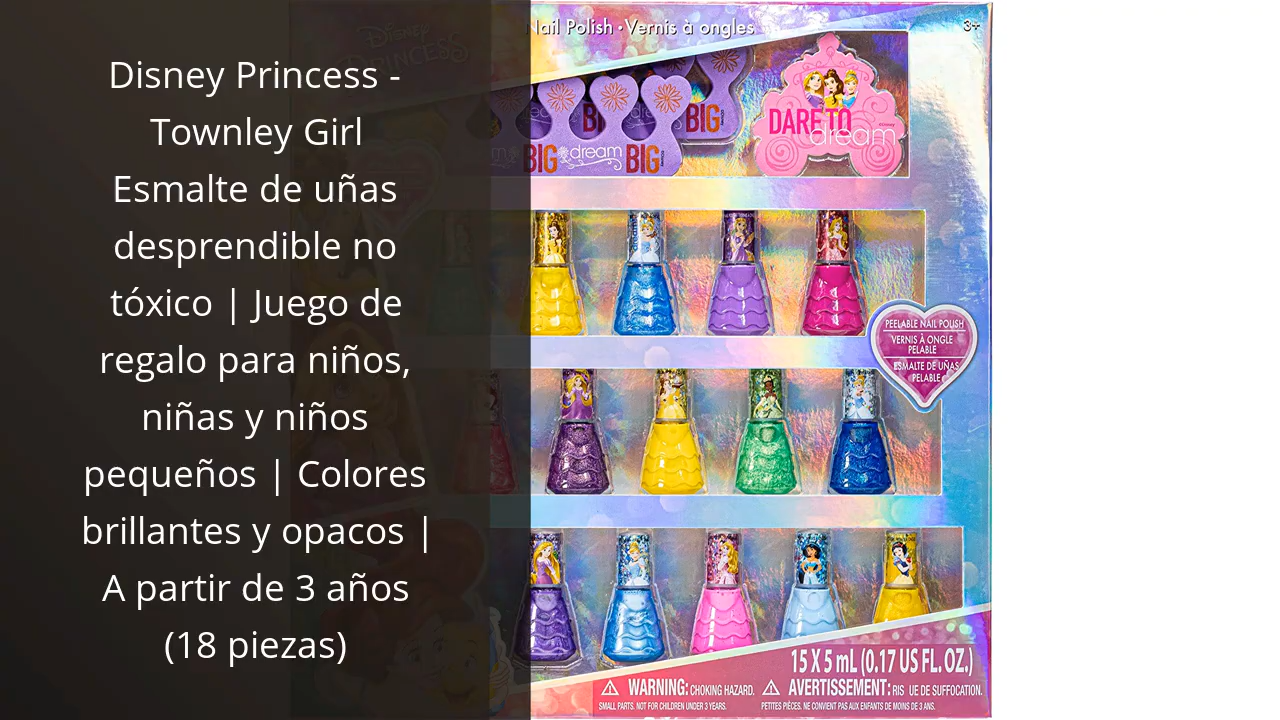 Disney Princess -
Townley Girl
Esmalte de uñas
desprendible no
tóxico | Juego de
regalo para niños,
niñas y niños
pequeños | Colores
brillantes y opacos |
A partir de 3 años
(18 piezas)
Disney
PRINCESS
Nail Polish • Vernis à ongles
3+
BIG
DARE TO
dream
BIG dream BIG
PEELABLE NAIL POLISH
VERNIS À ONGLE
PELABLE
ESMALTE DE UÑAS
PELABLE
15 X 5 mL (0.17 US FL. OZ.)
WARNING: CHOKING HAZARD.
SMALL PARTS. NOT FOR CHILDREN UNDER 3 YEARS.
AVERTISSEMENT: RIS UE DE SUFFOCATION.
PETITES PIÈCES. NE CONVIENT PAS AUX ENFANTS DE MOINS DE 3 ANS.